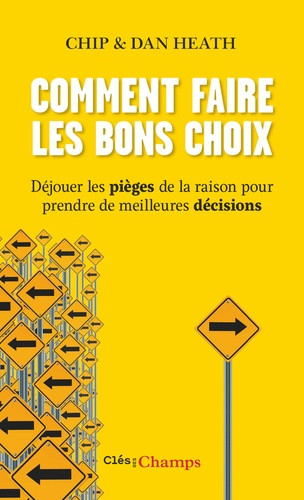 CHIP & DAN HEATH
COMMENT FAIRE
LES BONS CHOIX
Déjouer les pièges de la raison pour
prendre de meilleures décisions
Clés des Champs